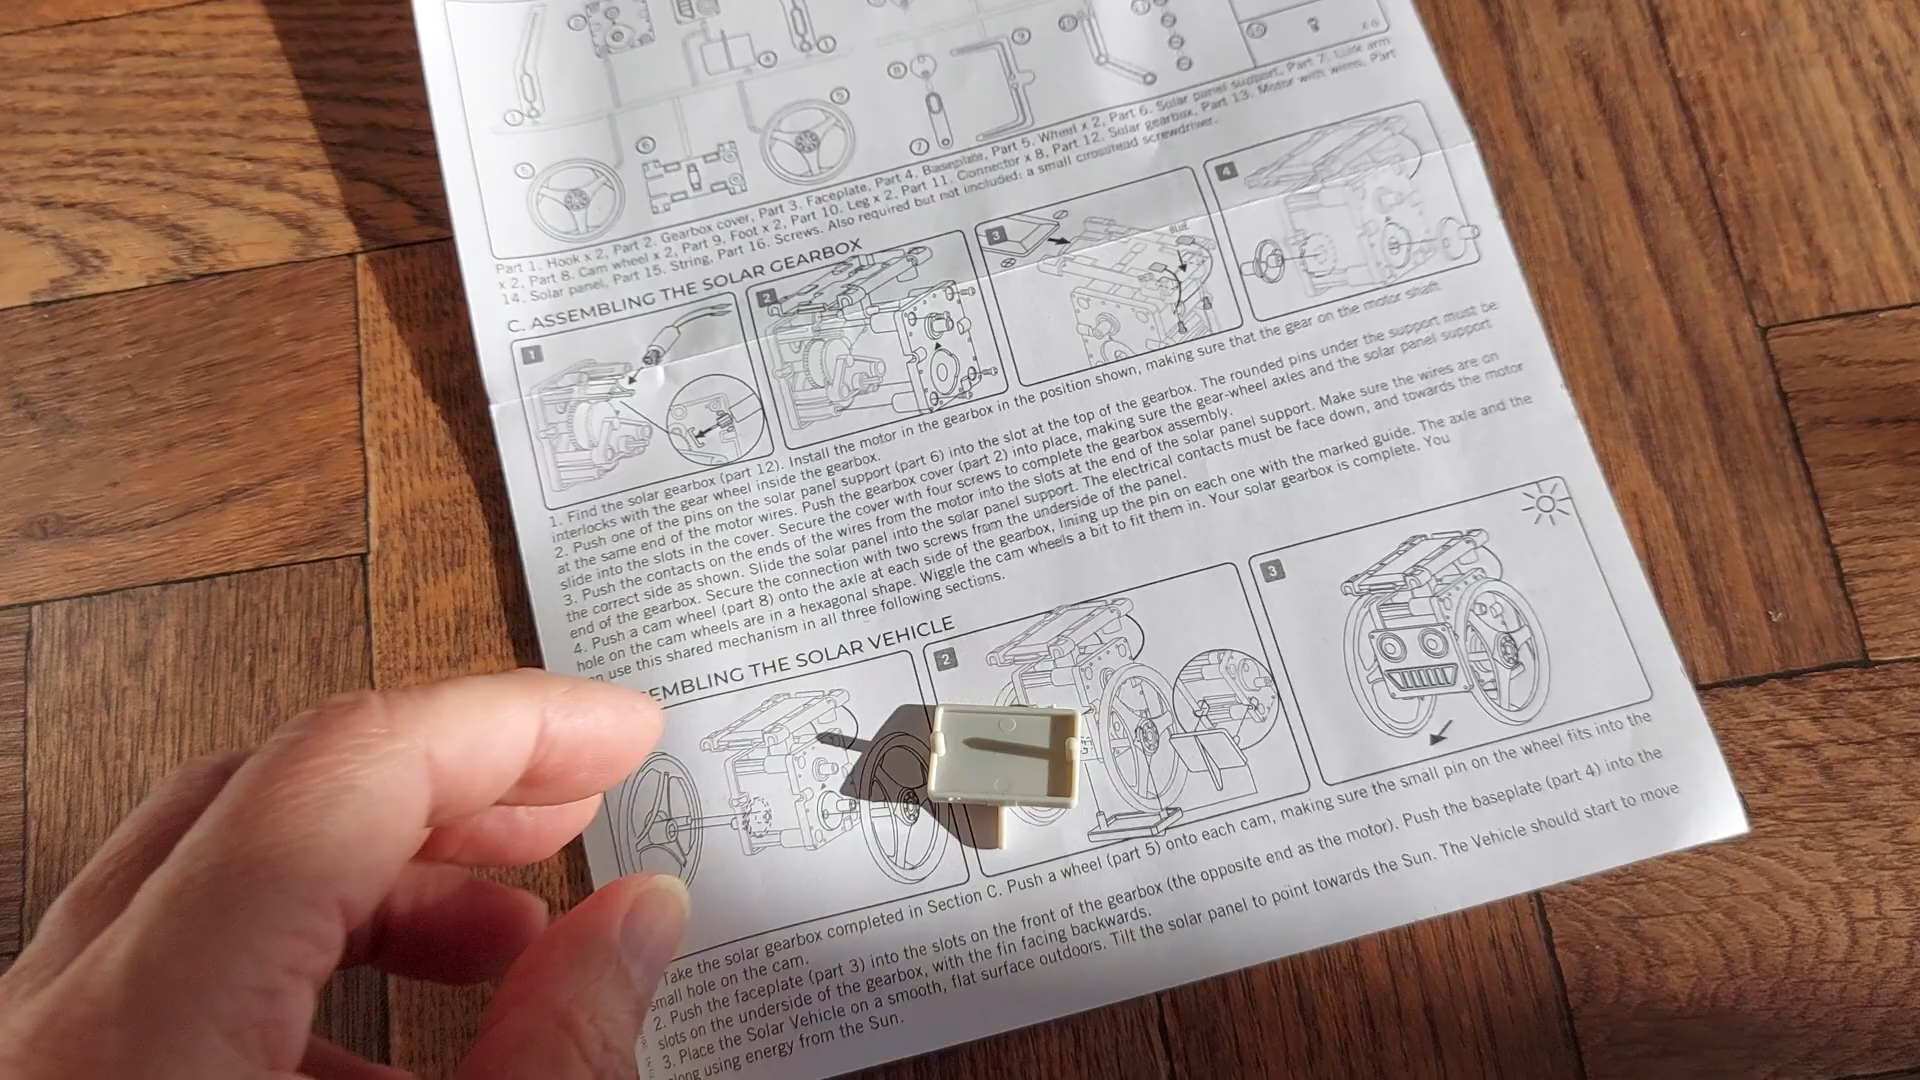 Part 1. Hook x 2, Part 2. Gearbox cover, Part 3. Faceplate, Part 4. Baseplate, Part 5. Wheel x 2, Part 6. Solar panel support, Part 7. arm
x 2, Part 8. Cam wheel x 2, Part 9. Foot x 2, Part 10. Leg x 2, Part 11. Connector x 8, Part 12. Solar gearbox, Part 13. Motor with wires, Part
14. Solar panel, Part 15. String, Part 16. Screws. Also required but not included: a small crosshead screwdriver.
C. ASSEMBLING THE SOLAR GEARBOX
1
2
3
BLUE
4
1. Find the solar gearbox (part 12). Install the motor in the gearbox in the position shown, making sure that the gear on the motor shaft
interlocks with the gear wheel inside the gearbox.
2. Push one of the pins on the solar panel support (part 6) into the slot at the top of the gearbox. The rounded pins under the support must be
at the same end of the motor wires. Push the gearbox cover (part 2) into place, making sure the gear-wheel axles and the solar panel support
slide into the slots in the cover. Secure the cover with four screws to complete the gearbox assembly.
3. Push the contacts on the ends of the wires from the motor into the slots at the end of the solar panel support. Make sure the wires are on
the correct side as shown. Slide the solar panel into the solar panel support. The electrical contacts must be face down, and towards the motor
end of the gearbox. Secure the connection with two screws from the underside of the panel.
4. Push a cam wheel (part 8) onto the axle at each side of the gearbox, lining up the pin on each one with the marked guide. The axle and the
hole on the cam wheels are in a hexagonal shape. Wiggle the cam wheels a bit to fit them in. Your solar gearbox is complete. You
an use this shared mechanism in all three following sections.
EMBLING THE SOLAR VEHICLE
2
3
Take the solar gearbox completed in Section C. Push a wheel (part 5) onto each cam, making sure the small pin on the wheel fits into the
small hole on the cam.
2. Push the faceplate (part 3) into the slots on the front of the gearbox (the opposite end as the motor). Push the baseplate (part 4) into the
slots on the underside of the gearbox, with the fin facing backwards.
3. Place the Solar Vehicle on a smooth, flat surface outdoors. Tilt the solar panel to point towards the Sun. The Vehicle should start to move
along using energy from the Sun.